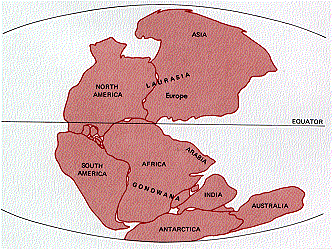 ASIA
LAURASIA
NORTH
AMERICA
Europe
EQUATOR
AFRICA
ARABIA
SOUTH
AMERICA
GONDWANA
INDIA
AUSTRALIA
ANTARCTICA